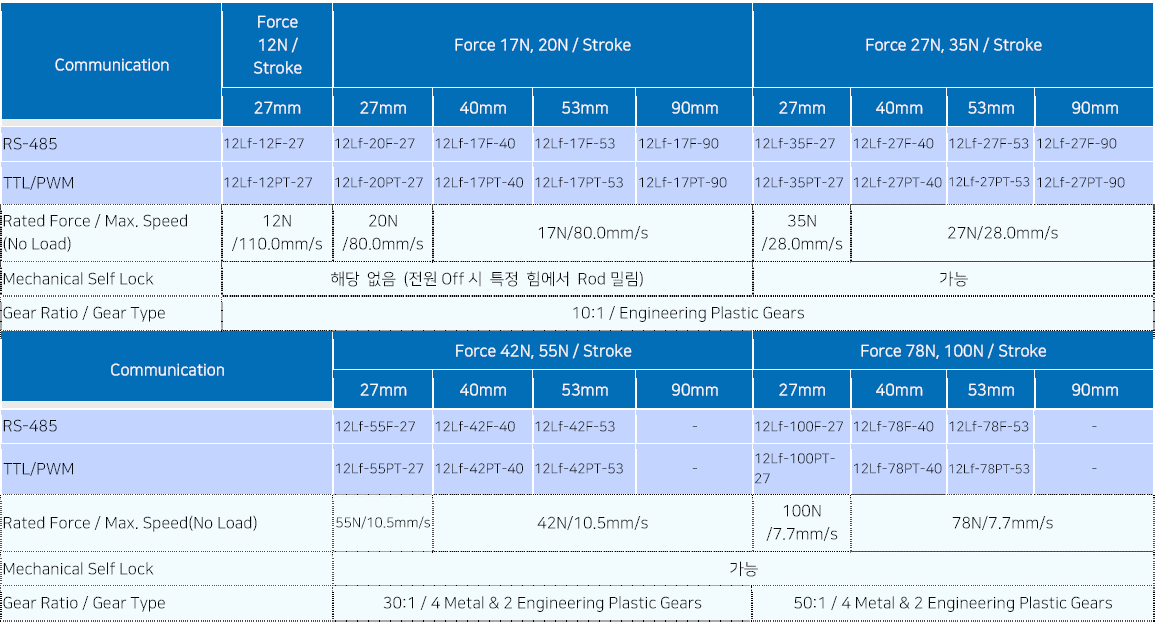 Communication
Force 12N / Stroke
Force 17N, 20N / Stroke
Force 27N, 35N / Stroke
27mm 27mm 40mm 53mm 90mm 27mm 40mm 53mm 90mm
RS-485 12Lf-12F-27 12Lf-20F-27 12Lf-17F-40 12Lf-17F-53 12Lf-17F-90 12Lf-35F-27 12Lf-27F-40 12Lf-27F-53 12Lf-27F-90
TTL/PWM 12Lf-12PT-27 12Lf-20PT-27 12Lf-17PT-40 12Lf-17PT-53 12Lf-17PT-90 12Lf-35PT-27 12Lf-27PT-40 12Lf-27PT-53 12Lf-27PT-90
Rated Force / Max. Speed (No Load) 12N /110.0mm/s 20N /80.0mm/s 17N/80.0mm/s 35N /28.0mm/s 27N/28.0mm/s
Mechanical Self Lock 해당 없음 (전원 Off 시 특정 힘에서 Rod 밀림) 가능
Gear Ratio / Gear Type 10:1 / Engineering Plastic Gears
Communication
Force 42N, 55N / Stroke
Force 78N, 100N / Stroke
27mm 40mm 53mm 90mm 27mm 40mm 53mm 90mm
RS-485 12Lf-55F-27 12Lf-42F-40 12Lf-42F-53 - 12Lf-100F-27 12Lf-78F-40 12Lf-78F-53 -
TTL/PWM 12Lf-55PT-27 12Lf-42PT-40 12Lf-42PT-53 - 12Lf-100PT-27 12Lf-78PT-40 12Lf-78PT-53 -
Rated Force / Max. Speed(No Load) 55N/10.5mm/s 42N/10.5mm/s 100N /7.7mm/s 78N/7.7mm/s
Mechanical Self Lock 가능
Gear Ratio / Gear Type 30:1 / 4 Metal & 2 Engineering Plastic Gears 50:1 / 4 Metal & 2 Engineering Plastic Gears